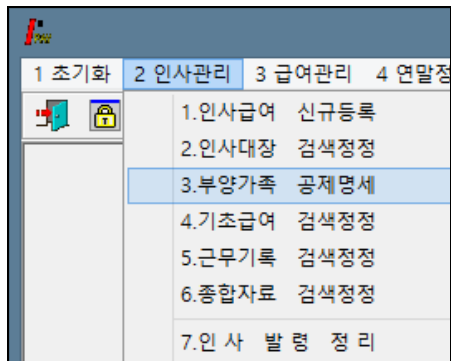 1 초기화 2 인사관리 3 급여관리 4 연말정
1.인사급여 신규등록
2.인사대장 검색정정
3.부양가족 공제명세
4.기초급여 검색정정
5.근무기록 검색정정
6.종합자료 검색정정
7.인 사 발 령 정 리